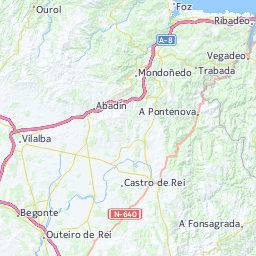 Foz
Ourol
Ribadeo
A-8
Vegadeo
Mondoñedo
Trabada
Abadín
A Pontenova
Vilalba
Castro de Rei
Begonte
N-640
A Fonsagrada
Outeiro de Rei